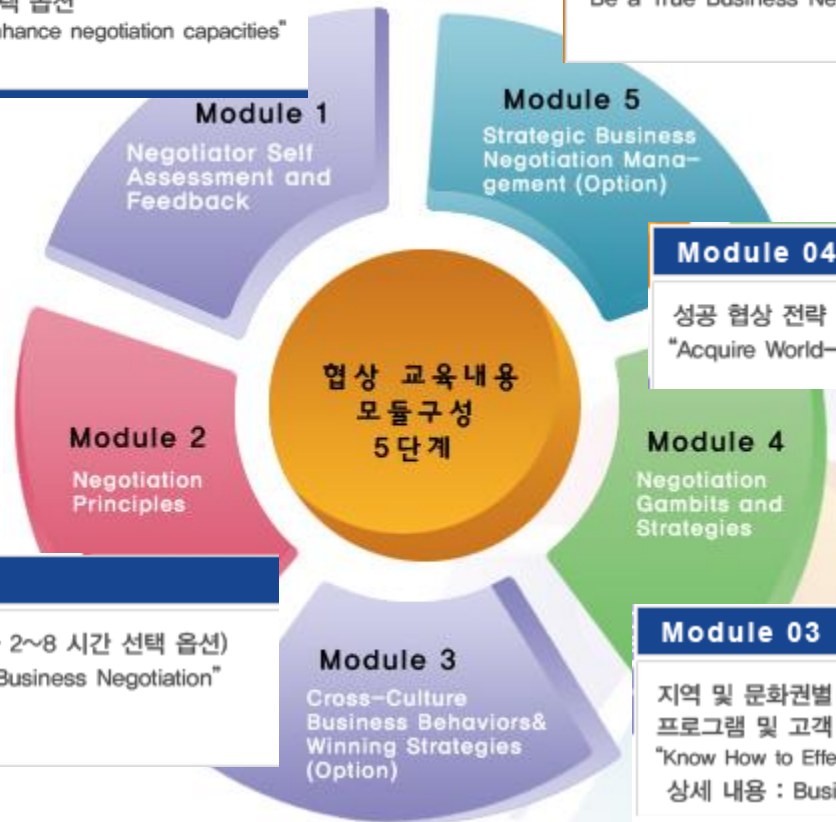 옵션
negotiation capacities"
Module 1
Negotiator Self
Assessment and
Feedback
Be a True Business
Module 5
Strategic Business
Negotiation Mana-
gement (Option)
Module 04
성공 협상 전략
"Acquire World-
협상 교육내용
모듈구성
5단계
Module 2
Negotiation
Principles
Module 4
Negotiation
Gambits and
Strategies
2~8 시간 선택 옵션)
Business Negotiation"
Module 3
Cross-Culture
Business Behaviors&
Winning Strategies
(Option)
Module 03
지역 및 문화권별
프로그램 및 고객
"Know How to
상세 내용 :